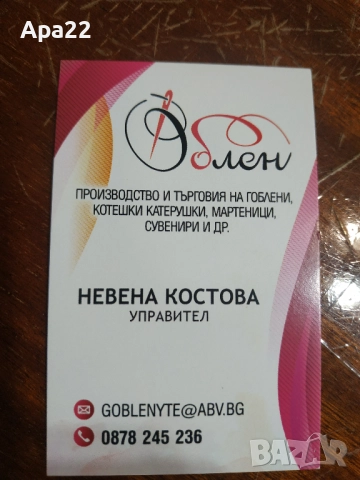 Apa22
Облен
ПРОИЗВОДСТВО И ТЪРГОВИЯ НА ГОБЛЕНИ,
КОТЕШКИ КАТЕРУШКИ, МАРТЕНИЦИ,
СУВЕНИРИ И ДР.
НЕВЕНА КОСТОВА
УПРАВИТЕЛ
GOBLENYTE@ABV.BG
0878 245 236
BAZAR